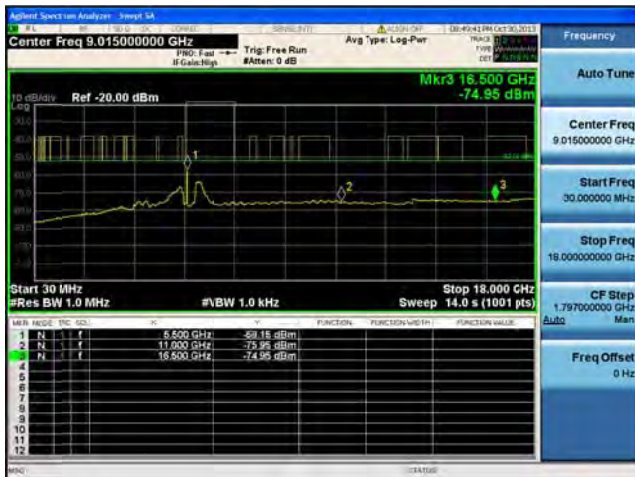 Agilent Spectrum Analyzer - Swept SA
Center Freq 9.015000000 GHz
PNO: Fast
IFGain:High
Trig: Free Run
#Atten: 0 dB
Avg Type: Log-Pwr
08:49:41 PM Oct 30, 2013
TRACE
TYPE
DET
Mkr3 16.500 GHz
-74.95 dBm
10 dB/div
Log
Ref -20.00 dBm
1
2
3
Start 30 MHz
Stop 18.000 GHz
#Res BW 1.0 MHz
#VBW 1.0 kHz
Sweep 14.0 s (1001 pts)
MKR MODE TRC SCL X Y FUNCTION FUNCTION WIDTH FUNCTION VALUE
1 N f 5.500 GHz
2 N f 11.000 GHz -75.95 dBm
3 N f 16.500 GHz -74.95 dBm
4
5
6
7
8
9
10
11
12
MSG
STATUS
Frequency
Auto Tune
Center Freq
9.015000000 GHz
Start Freq
30.000000 MHz
Stop Freq
18.000000000 GHz
CF Step
1.797000000 GHz
Auto Man
Freq Offset
0 Hz